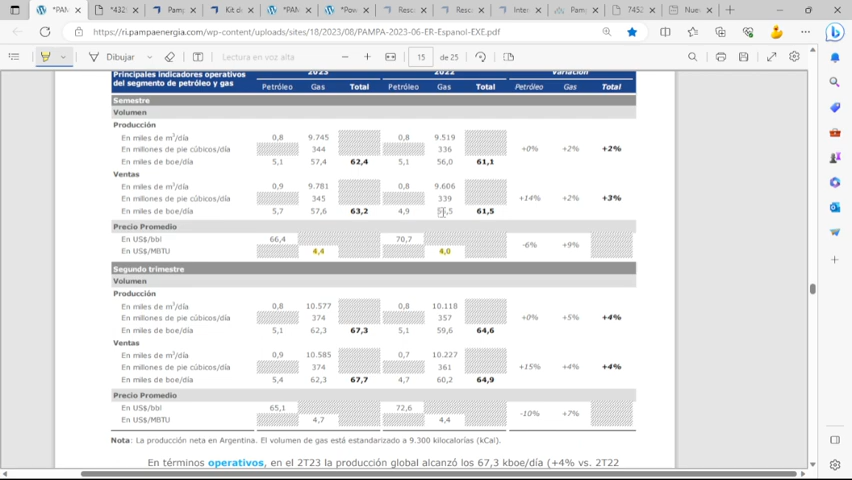 *PAM
*432
Pamp
Kit di
*PAM
*Pow
Resca
Resca
Inter
Pamp
7452
Nuev
https://ri.pampaenergia.com/wp-content/uploads/sites/18/2023/08/PAMPA-2023-06-ER-Espanol-EXE.pdf
Dibujar Lectura en voz alta 15 de 25
Principales indicadores operativos 2023 2022 Variación
del segmento de petróleo y gas Petróleo Gas Total Petróleo Gas Total Petróleo Gas Total
Semestre
Volumen
Producción
En miles de m³/día 0,8 9.745 0,8 9.519
En millones de pie cúbicos/día 344 336 +0% +2% +2%
En miles de boe/día 5,1 57,4 62,4 5,1 56,0 61,1
Ventas
En miles de m³/día 0,9 9.781 0,8 9.606
En millones de pie cúbicos/día 345 339 +14% +2% +3%
En miles de boe/día 5,7 57,6 63,2 4,9 ,5 61,5
Precio Promedio
En US$/bbl 66,4 70,7
-6% +9%
En US$/MBTU 4,4 4,0
Segundo trimestre
Volumen
Producción
En miles de m³/día 0,8 10.577 0,8 10.118
En millones de pie cúbicos/día 374 357 +0% +5% +4%
En miles de boe/día 5,1 62,3 67,3 5,1 59,6 64,6
Ventas
En miles de m³/día 0,9 10.585 0,7 10.227
En millones de pie cúbicos/día 374 361 +15% +4% +4%
En miles de boe/día 5,4 62,3 67,7 4,7 60,2 64,9
Precio Promedio
En US$/bbl 65,1 72,6
-10% +7%
En US$/MBTU 4,7 4,4
Nota: La producción neta en Argentina. El volumen de gas está estandarizado a 9.300 kilocalorías (kCal).
En términos operativos, en el 2T23 la producción global alcanzó los 67,3 kboe/día (+4% vs. 2T22